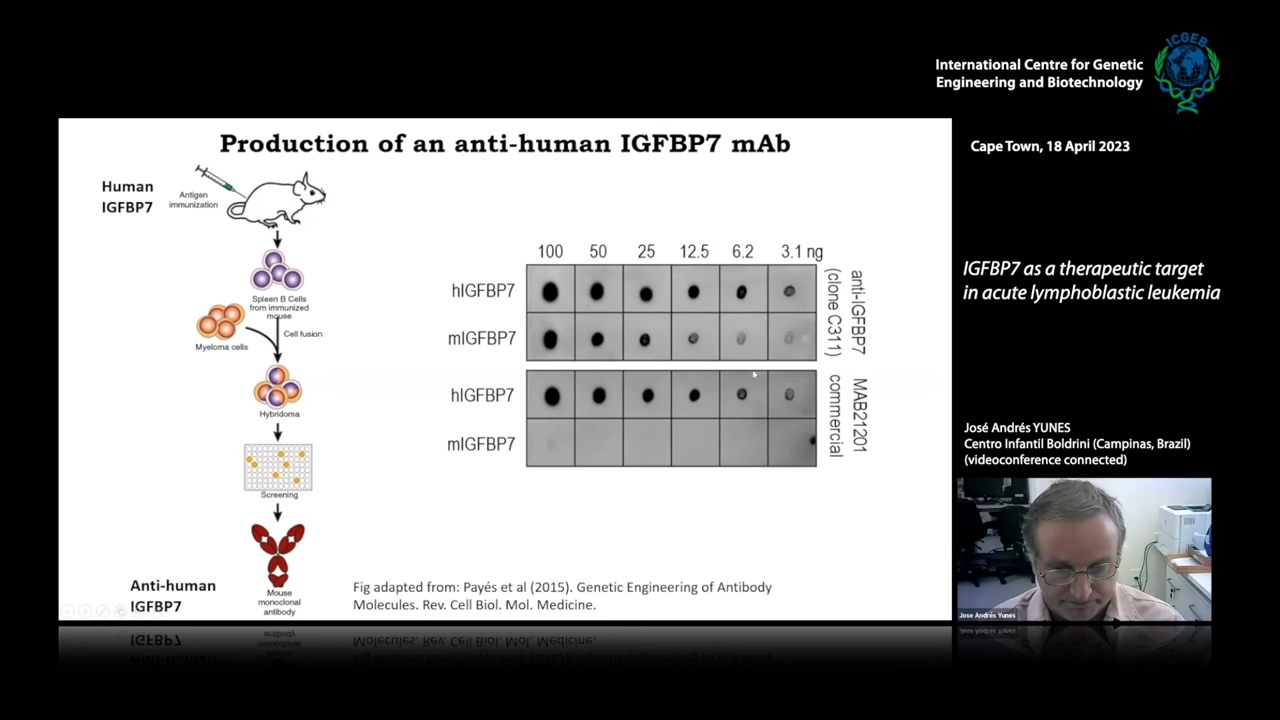 ICGEB
International Centre for Genetic
Engineering and Biotechnology
Cape Town, 18 April 2023
IGFBP7 as a therapeutic target
in acute lymphoblastic leukemia
José Andrés YUNES
Centro Infantil Boldrini (Campinas, Brazil)
(videoconference connected)
Jose Andrés Yunes
Production of an anti-human IGFBP7 mAb
Human
IGFBP7
Antigen
immunization
Spleen B Cells
from immunized
mouse
Myeloma cells
Cell fusion
Hybridoma
Screening
Mouse
monoclonal
antibody
Anti-human
IGFBP7
100 50 25 12.5 6.2 3.1 ng
hIGFBP7
mIGFBP7
anti-IGFBP7
(clone C311)
hIGFBP7
mIGFBP7
MAB21201
commercial
Fig adapted from: Payés et al (2015). Genetic Engineering of Antibody
Molecules. Rev. Cell Biol. Mol. Medicine.